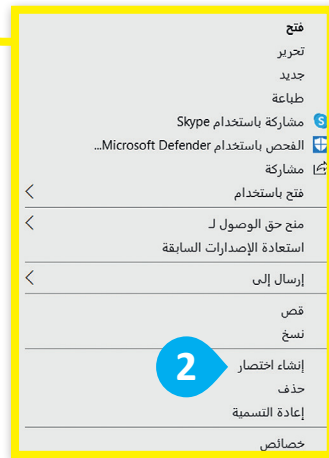 فتح
تحرير
جديد
طباعة
مشاركة باستخدام Skype
الفحص باستخدام Microsoft Defender...
مشاركة
فتح باستخدام
منح حق الوصول لـ
استعادة الإصدارات السابقة
إرسال إلى
قص
نسخ
إنشاء اختصار
2
حذف
إعادة التسمية
خصائص